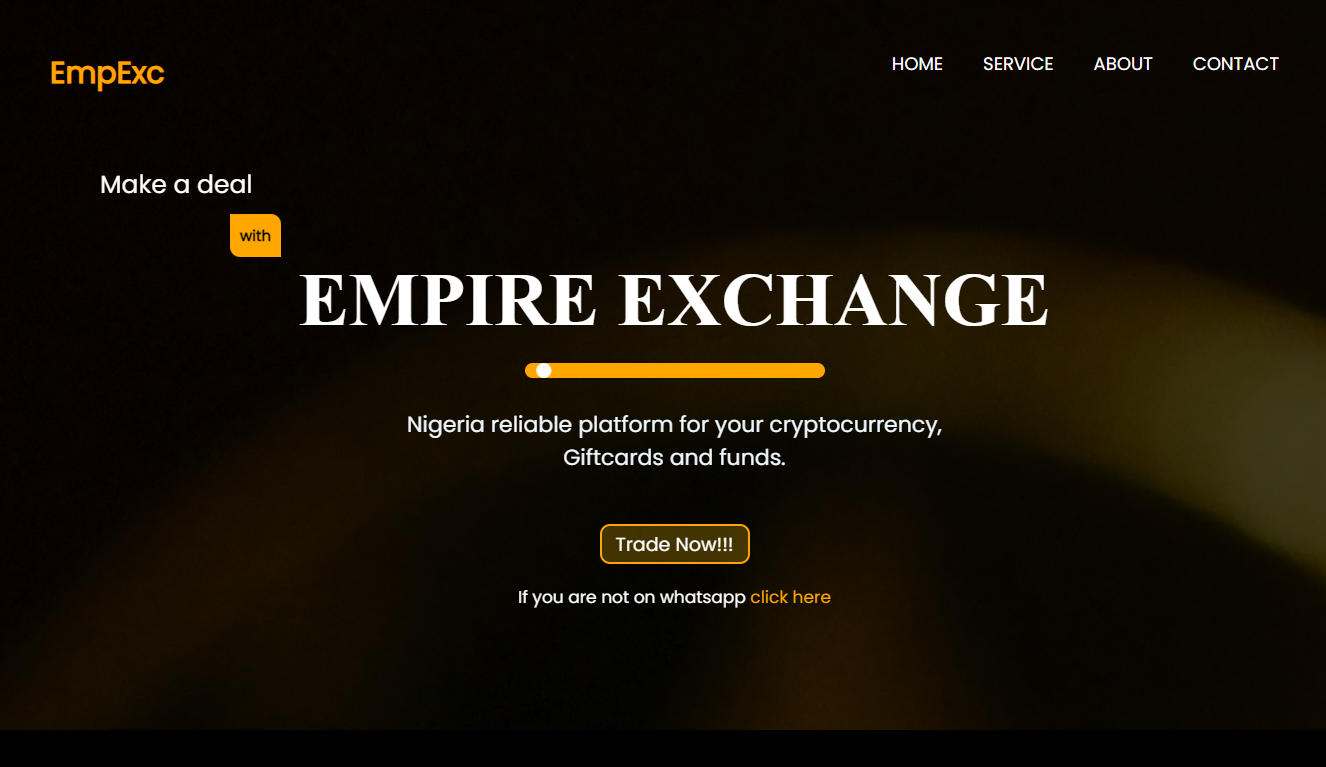 EmpExc
HOME SERVICE ABOUT CONTACT
Make a deal
with
EMPIRE EXCHANGE
Nigeria reliable platform for your cryptocurrency,
Giftcards and funds.
Trade Now!!!
If you are not on whatsapp click here